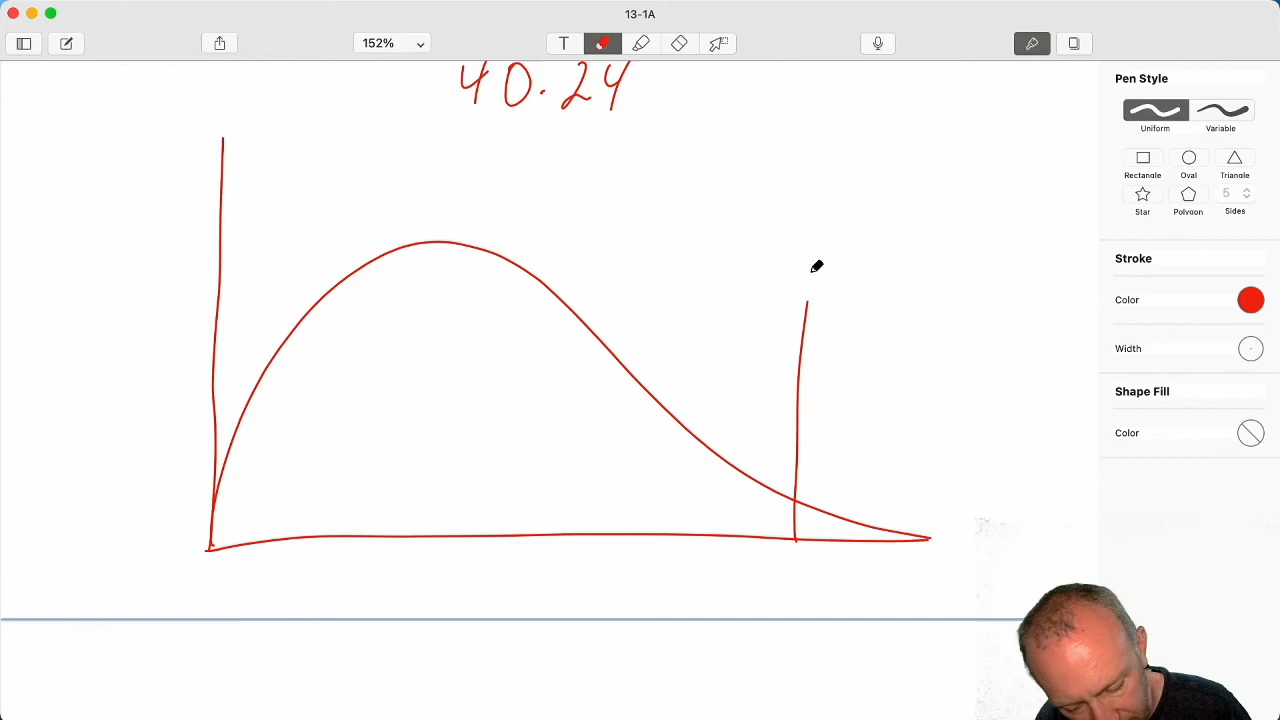 13-1A
152%
T
40.24
Pen Style
Uniform Variable
Rectangle Oval Triangle
5
Star Polygon Sides
Stroke
Color
Width
Shape Fill
Color